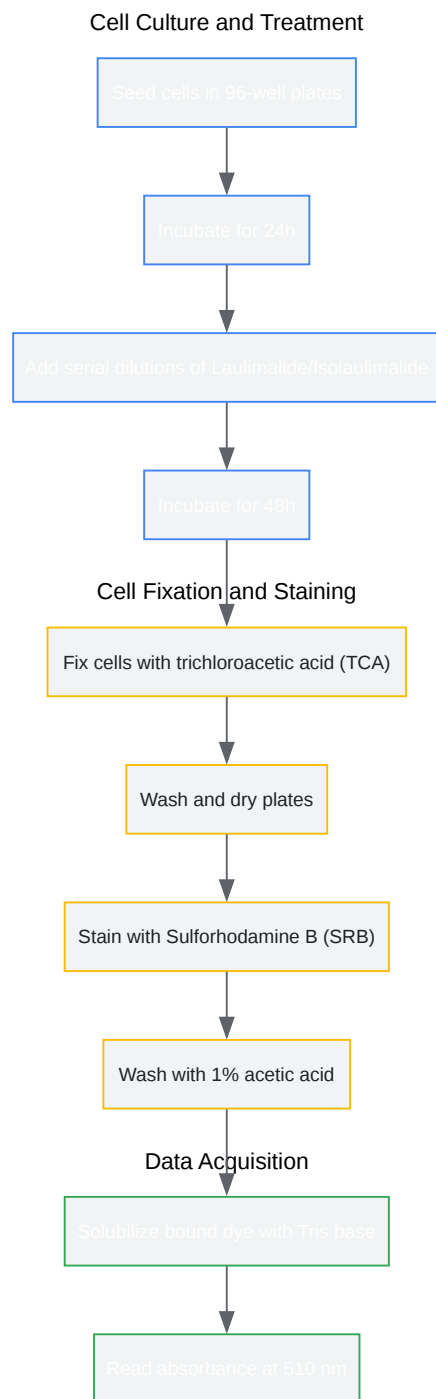 Cell Culture and Treatment
Seed cells in 96-well plates
Incubate for 24h
Add serial dilutions of Laulimalide/Isolaulimalide
Incubate for 48h
Cell Fixation and Staining
Fix cells with trichloroacetic acid (TCA)
Wash and dry plates
Stain with Sulforhodamine B (SRB)
Wash with 1% acetic acid
Data Acquisition
Solubilize bound dye with Tris base
Read absorbance at 510 nm